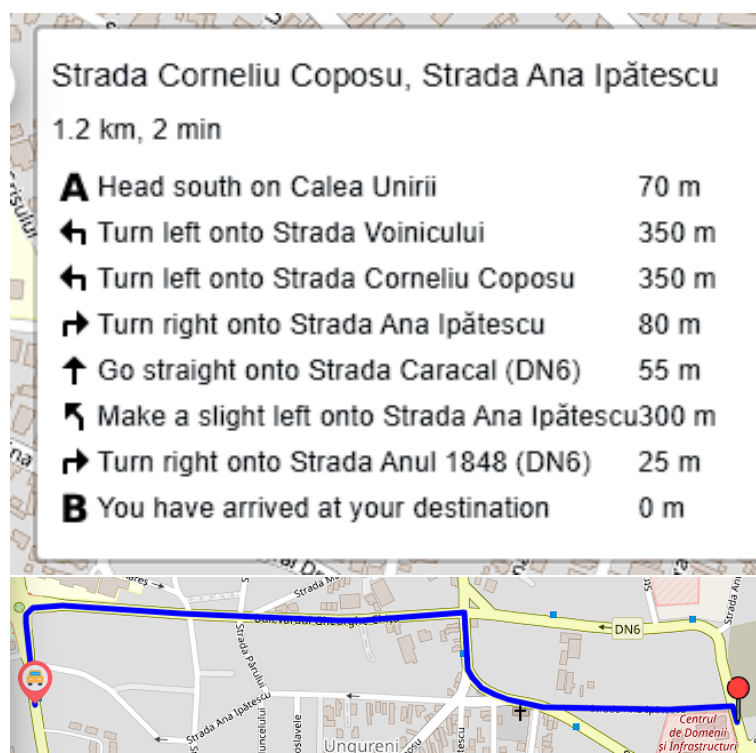 Crisului
Strada Corneliu Coposu, Strada Ana Ipătescu
1.2 km, 2 min
A Head south on Calea Unirii 70 m
Turn left onto Strada Voinicului 350 m
Turn left onto Strada Corneliu Coposu 350 m
Turn right onto Strada Ana Ipătescu 80 m
Go straight onto Strada Caracal (DN6) 55 m
Make a slight left onto Strada Ana Ipătescu 300 m
na
Turn right onto Strada Anul 1848 (DN6) 25 m
B You have arrived at your destination 0 m
Strada
DN6
Strada Părului
Strada Ana Ipătescu
Ungureni
Centrul
de Domenii
și Infrastructur